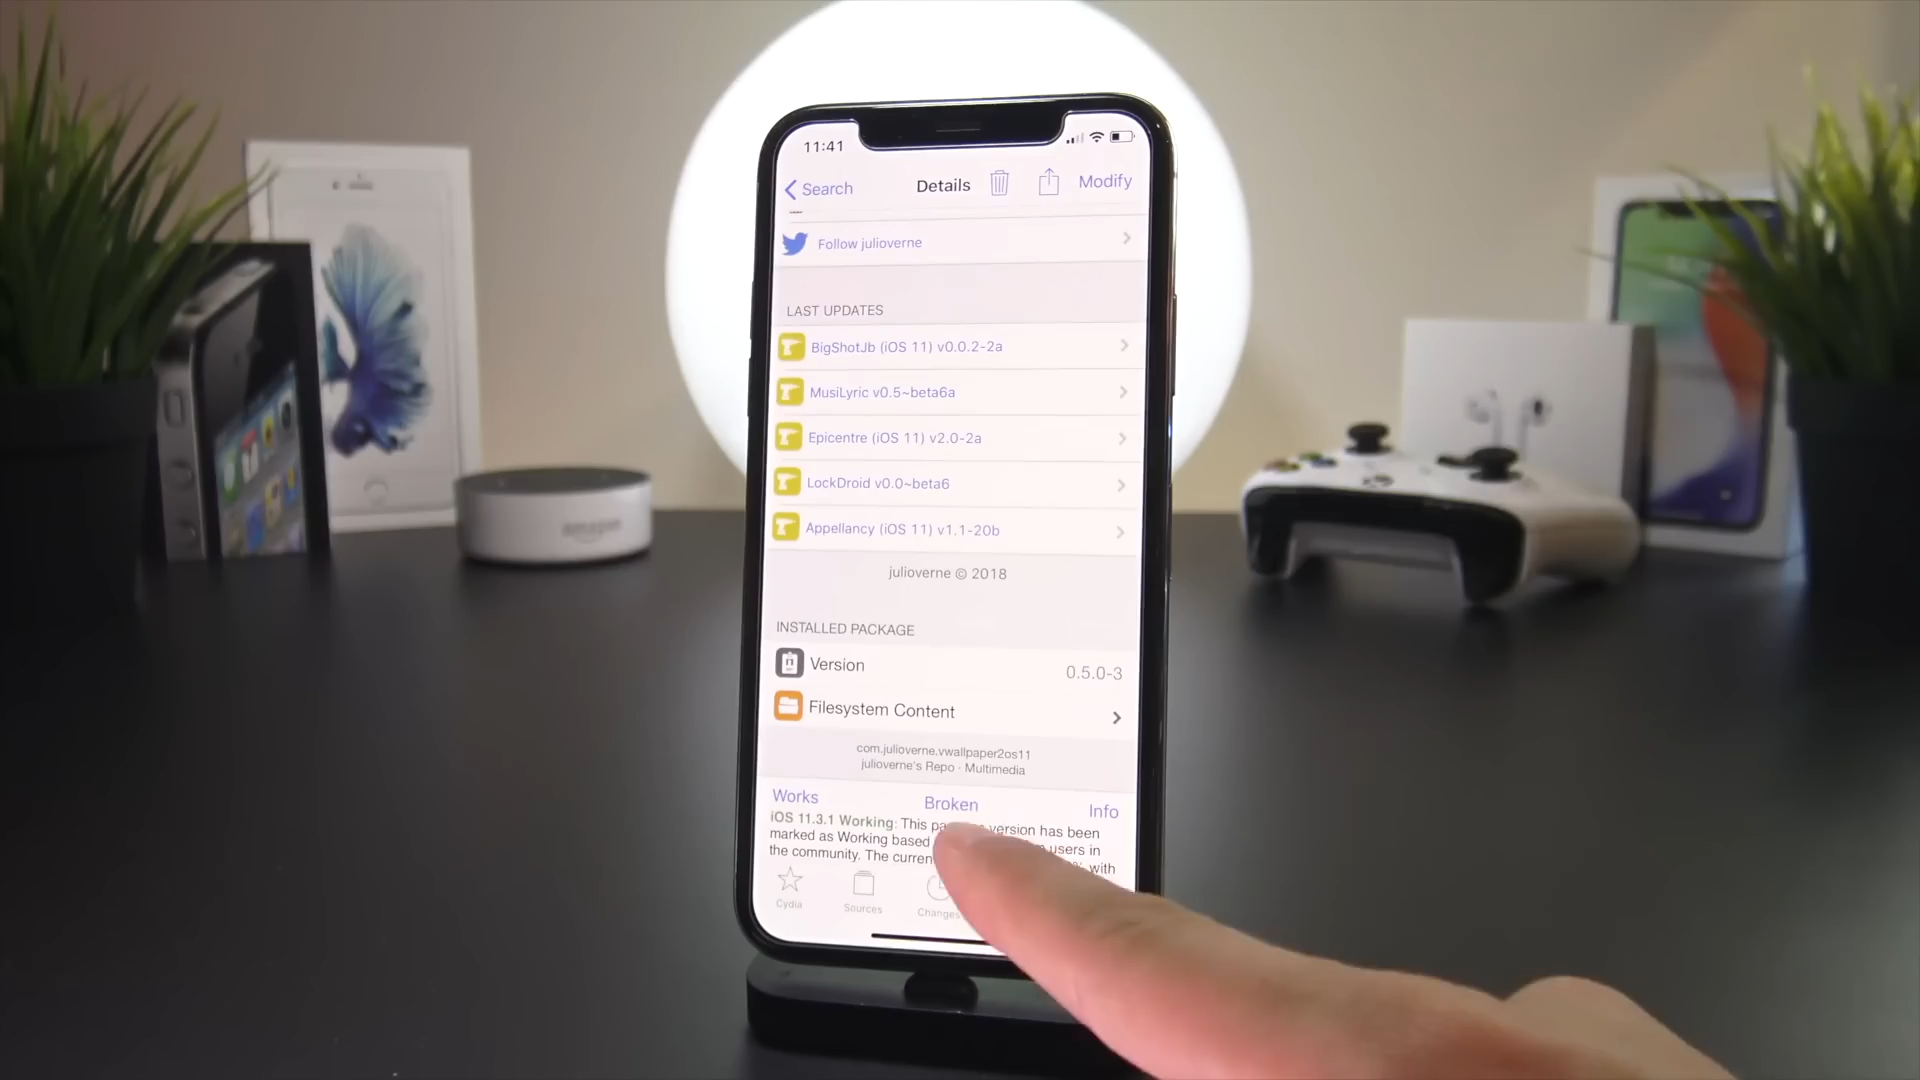 11:41
Search
Details
Modify
Follow julioverne
LAST UPDATES
BigShotJb (iOS 11) v0.0.2-2a
MusiLyric v0.5~beta6a
Epicentre (iOS 11) v2.0-2a
LockDroid v0.0~beta6
Appellancy (iOS 11) v1.1-20b
julioverne © 2018
INSTALLED PACKAGE
Version 0.5.0-3
Filesystem Content
com.julioverne.vwallpaper2os11
julioverne's Repo · Multimedia
Works Broken Info
iOS 11.3.1 Working: This version has been
marked as Working based users in
the community. The with
Cydia Sources Changes
amazon